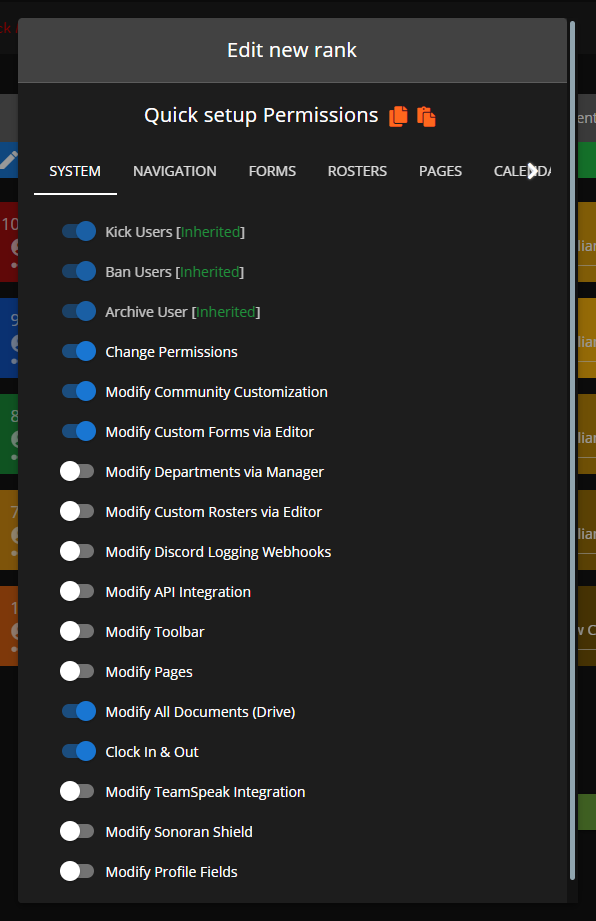 Edit new rank
Quick setup Permissions
SYSTEM NAVIGATION FORMS ROSTERS PAGES
Kick Users [Inherited]
Ban Users [Inherited]
Archive User [Inherited]
Change Permissions
Modify Community Customization
Modify Custom Forms via Editor
Modify Departments via Manager
Modify Custom Rosters via Editor
Modify Discord Logging Webhooks
Modify API Integration
Modify Toolbar
Modify Pages
Modify All Documents (Drive)
Clock In & Out
Modify TeamSpeak Integration
Modify Sonoran Shield
Modify Profile Fields